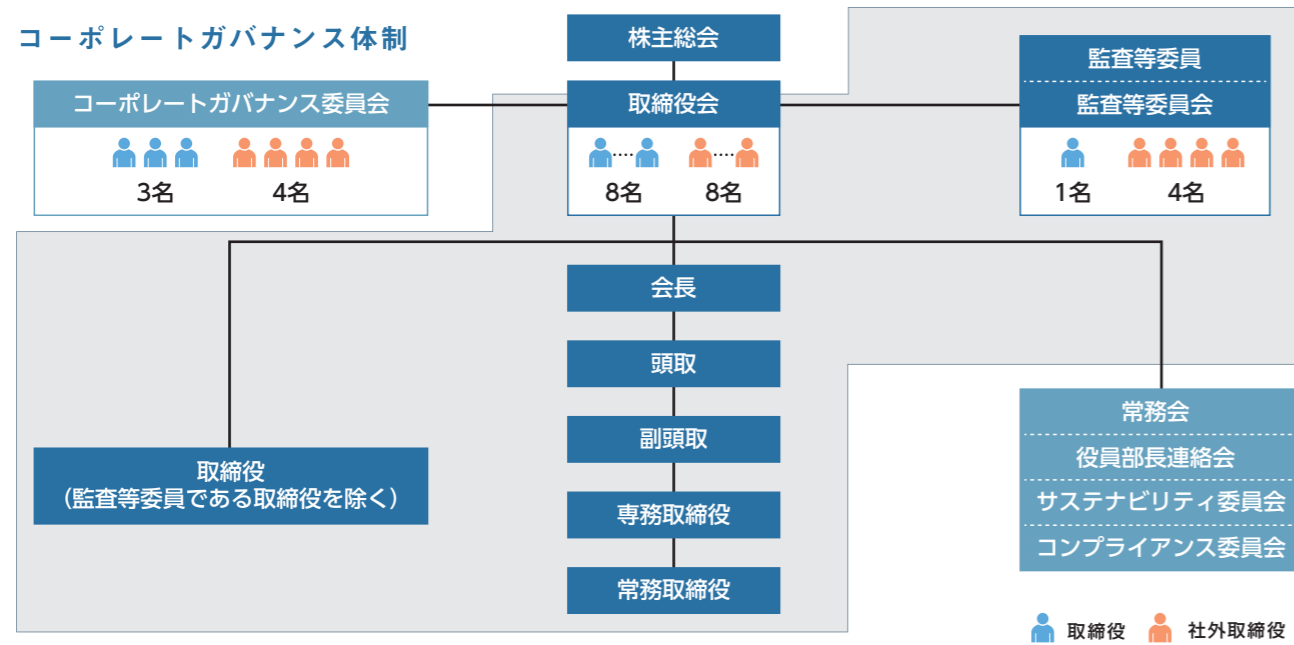 コーポレートガバナンス体制
株主総会
コーポレートガバナンス委員会
3名 4名
取締役会
8名 8名
監査等委員
監査等委員会
1名 4名
会長
頭取
副頭取
専務取締役
常務取締役
取締役
（監査等委員である取締役を除く）
常務会
役員部長連絡会
サステナビリティ委員会
コンプライアンス委員会
取締役 社外取締役